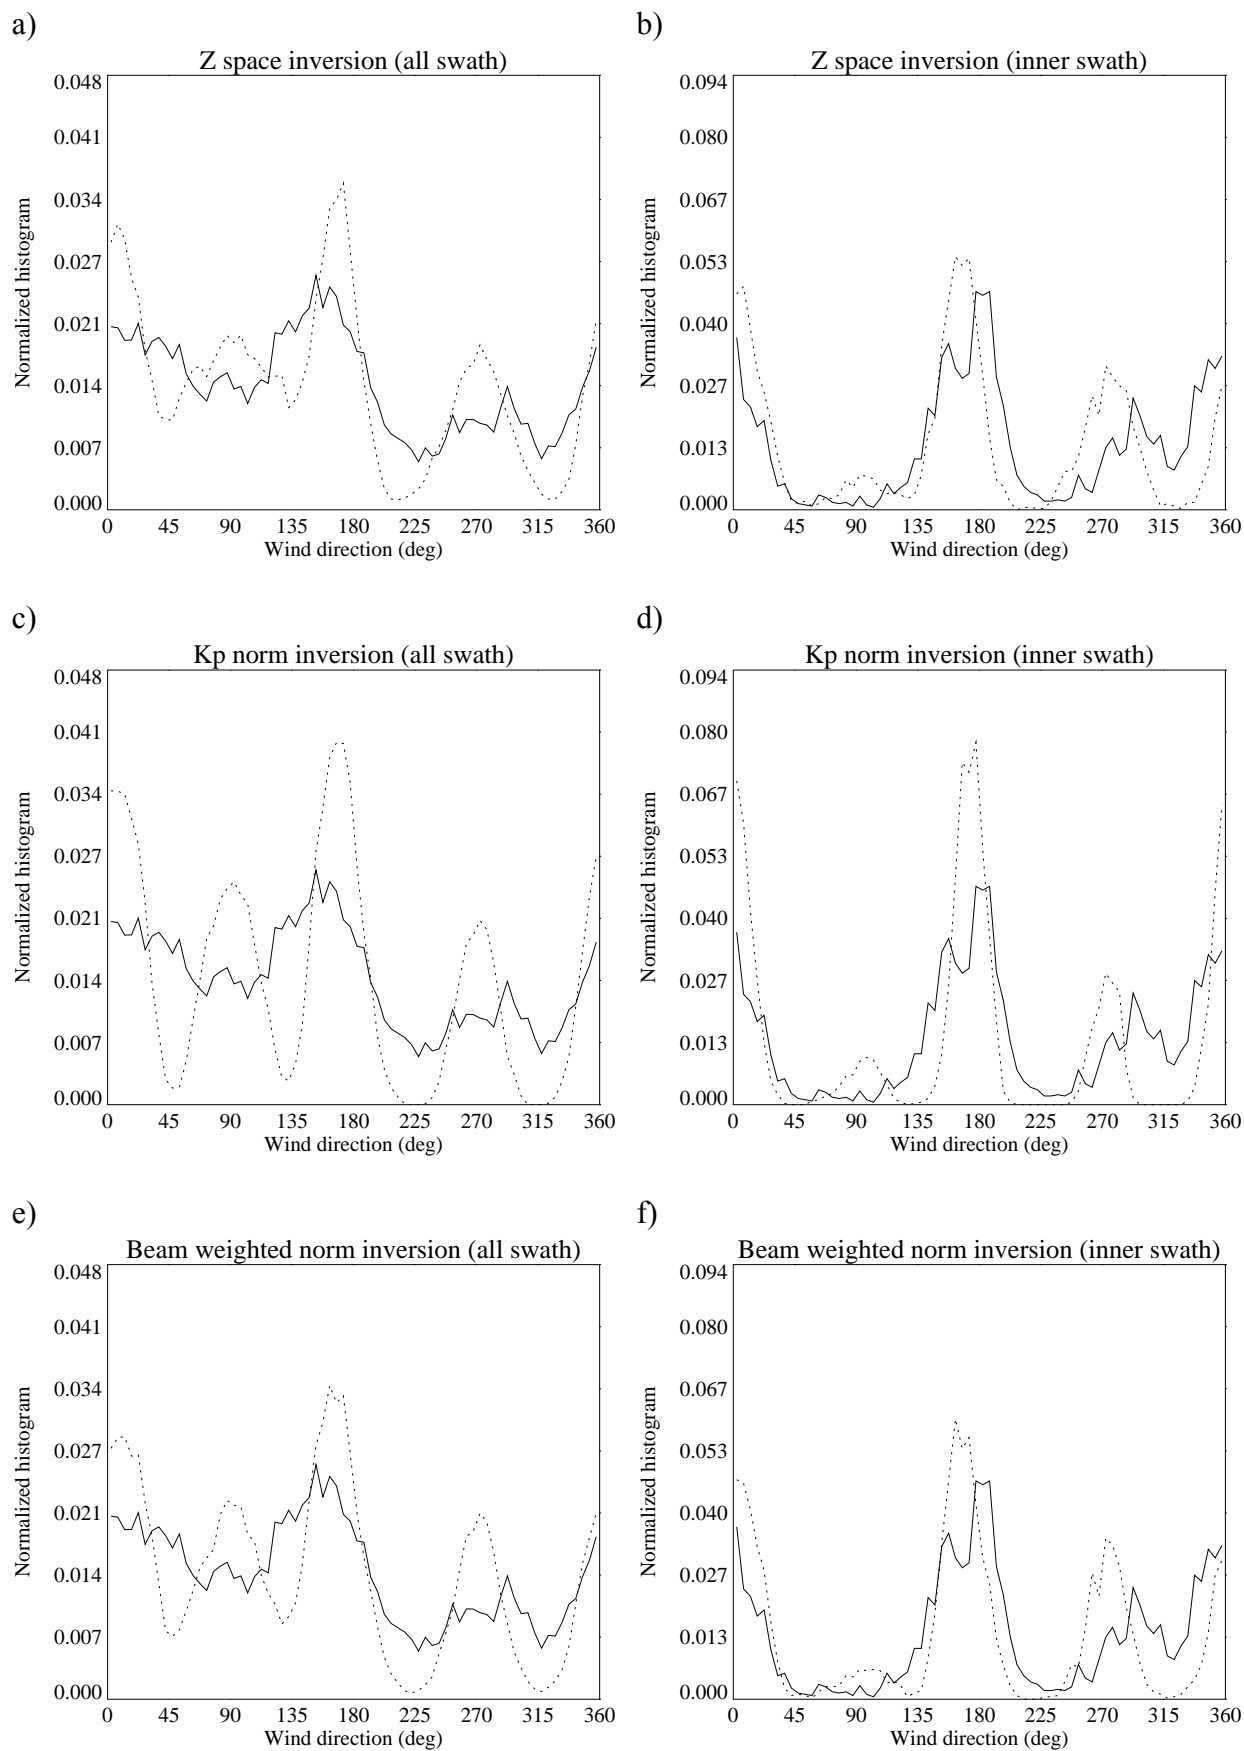 a)
Z space inversion (all swath)
0.048
0.041
0.034
0.027
0.021
0.014
0.007
0.000
Normalized histogram
0 45 90 135 180 225 270 315 360
Wind direction (deg)
b)
Z space inversion (inner swath)
0.094
0.080
0.067
0.053
0.040
0.027
0.013
0.000
Normalized histogram
0 45 90 135 180 225 270 315 360
Wind direction (deg)
c)
Kp norm inversion (all swath)
0.048
0.041
0.034
0.027
0.021
0.014
0.007
0.000
Normalized histogram
0 45 90 135 180 225 270 315 360
Wind direction (deg)
d)
Kp norm inversion (inner swath)
0.094
0.080
0.067
0.053
0.040
0.027
0.013
0.000
Normalized histogram
0 45 90 135 180 225 270 315 360
Wind direction (deg)
e)
Beam weighted norm inversion (all swath)
0.048
0.041
0.034
0.027
0.021
0.014
0.007
0.000
Normalized histogram
0 45 90 135 180 225 270 315 360
Wind direction (deg)
f)
Beam weighted norm inversion (inner swath)
0.094
0.080
0.067
0.053
0.040
0.027
0.013
0.000
Normalized histogram
0 45 90 135 180 225 270 315 360
Wind direction (deg)